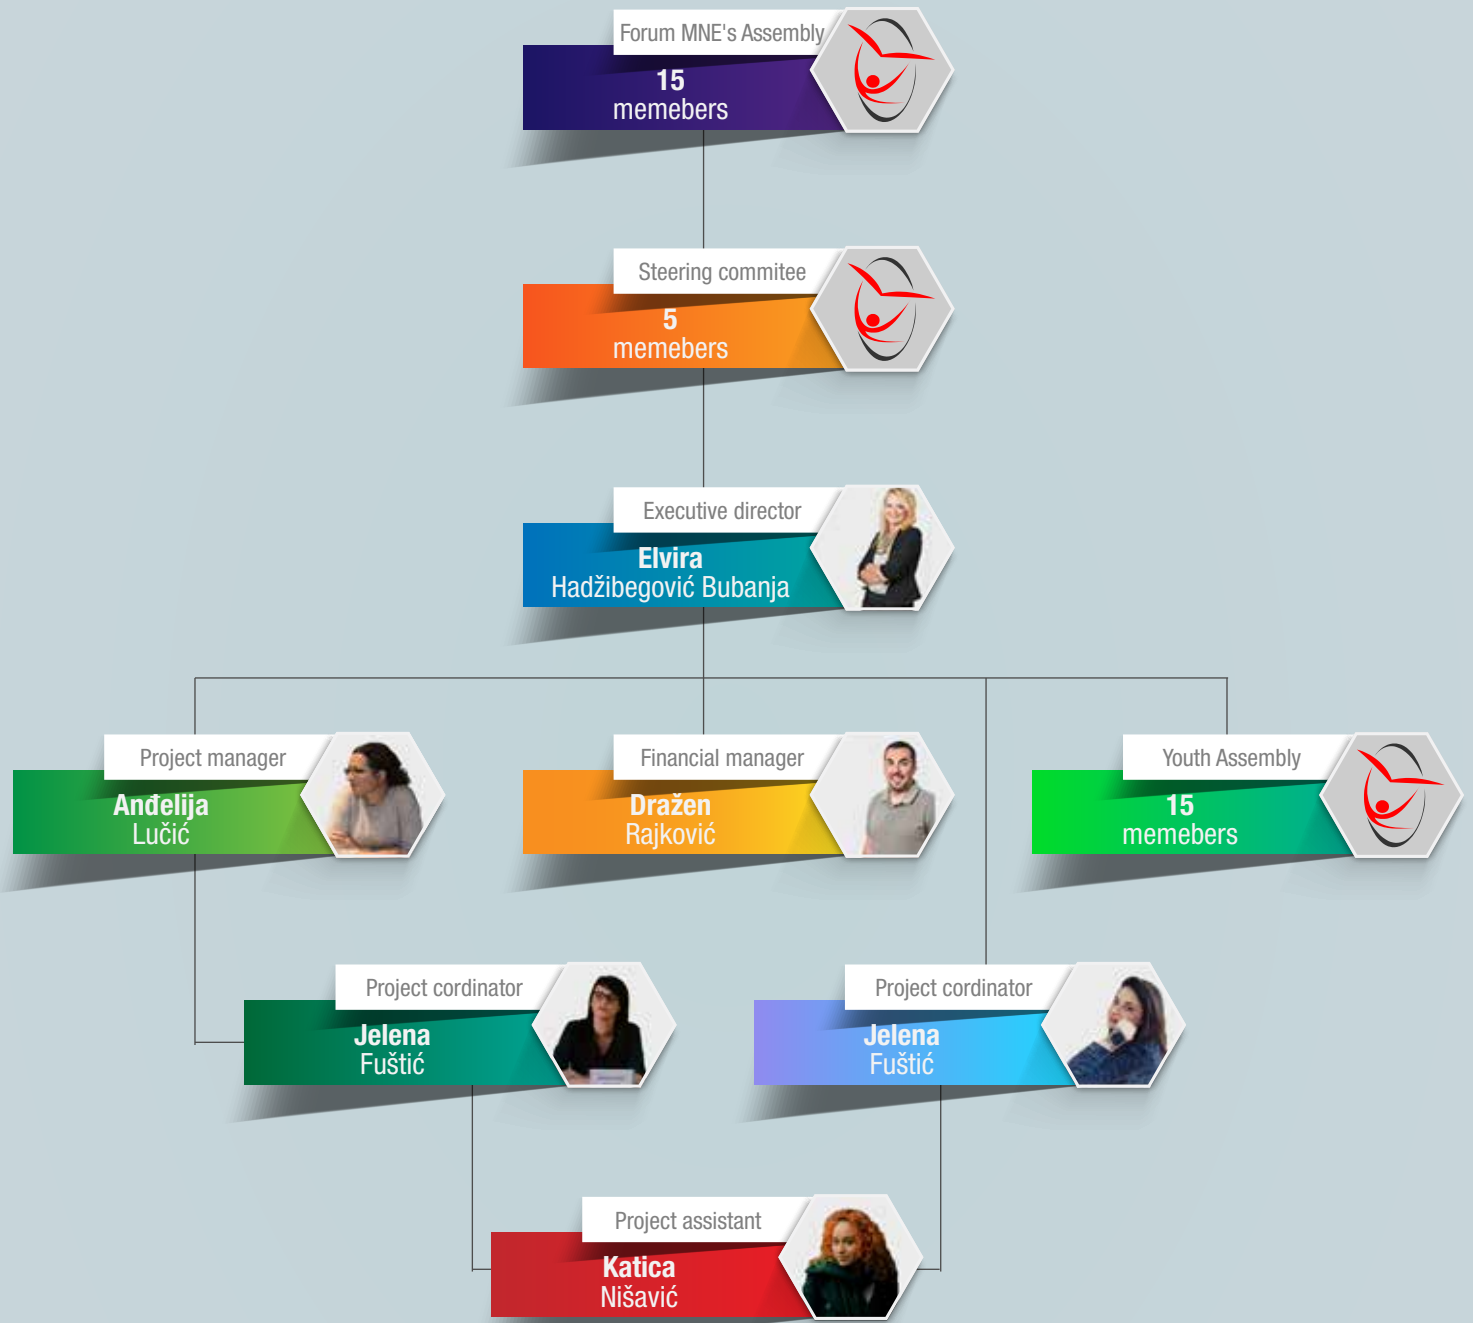 Forum MNE's Assembly
15
memebers
Steering commitee
5
memebers
Executive director
Elvira
Hadžibegović Bubanja
Project manager
Anđelija
Lučić
Financial manager
Dražen
Rajković
Youth Assembly
15
memebers
Project cordinator
Jelena
Fuštić
Project cordinator
Jelena
Fuštić
Project assistant
Katica
Nišavić